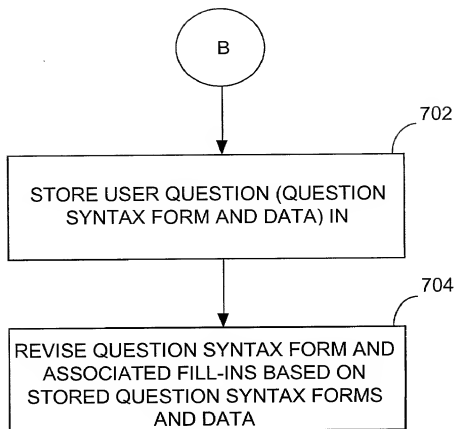 B
702
STORE USER QUESTION (QUESTION
SYNTAX FORM AND DATA) IN
704
REVISE QUESTION SYNTAX FORM AND
ASSOCIATED FILL-INS BASED ON
STORED QUESTION SYNTAX FORMS
AND DATA